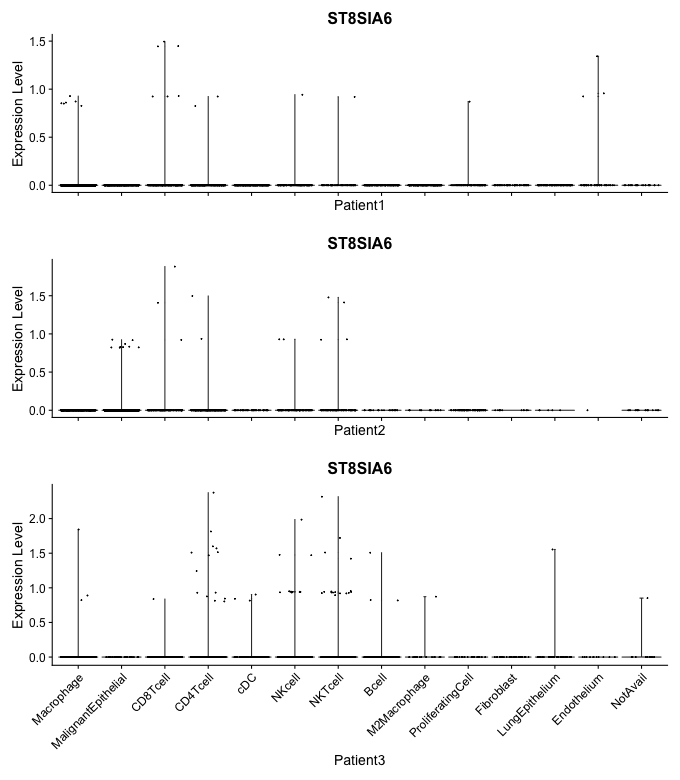 ST8SIA6
Expression Level
1.5
1.0
0.5
0.0
Patient1
ST8SIA6
Expression Level
1.5
1.0
0.5
0.0
Patient2
ST8SIA6
Expression Level
2.0
1.5
1.0
0.5
0.0
Macrophage
MalignantEpithelial
CD8Tcell
CD4Tcell
cDC
NKcell
NKTcell
Bcell
M2Macrophage
ProliferatingCell
Fibroblast
LungEpithelium
Endothelium
NotAvail
Patient3